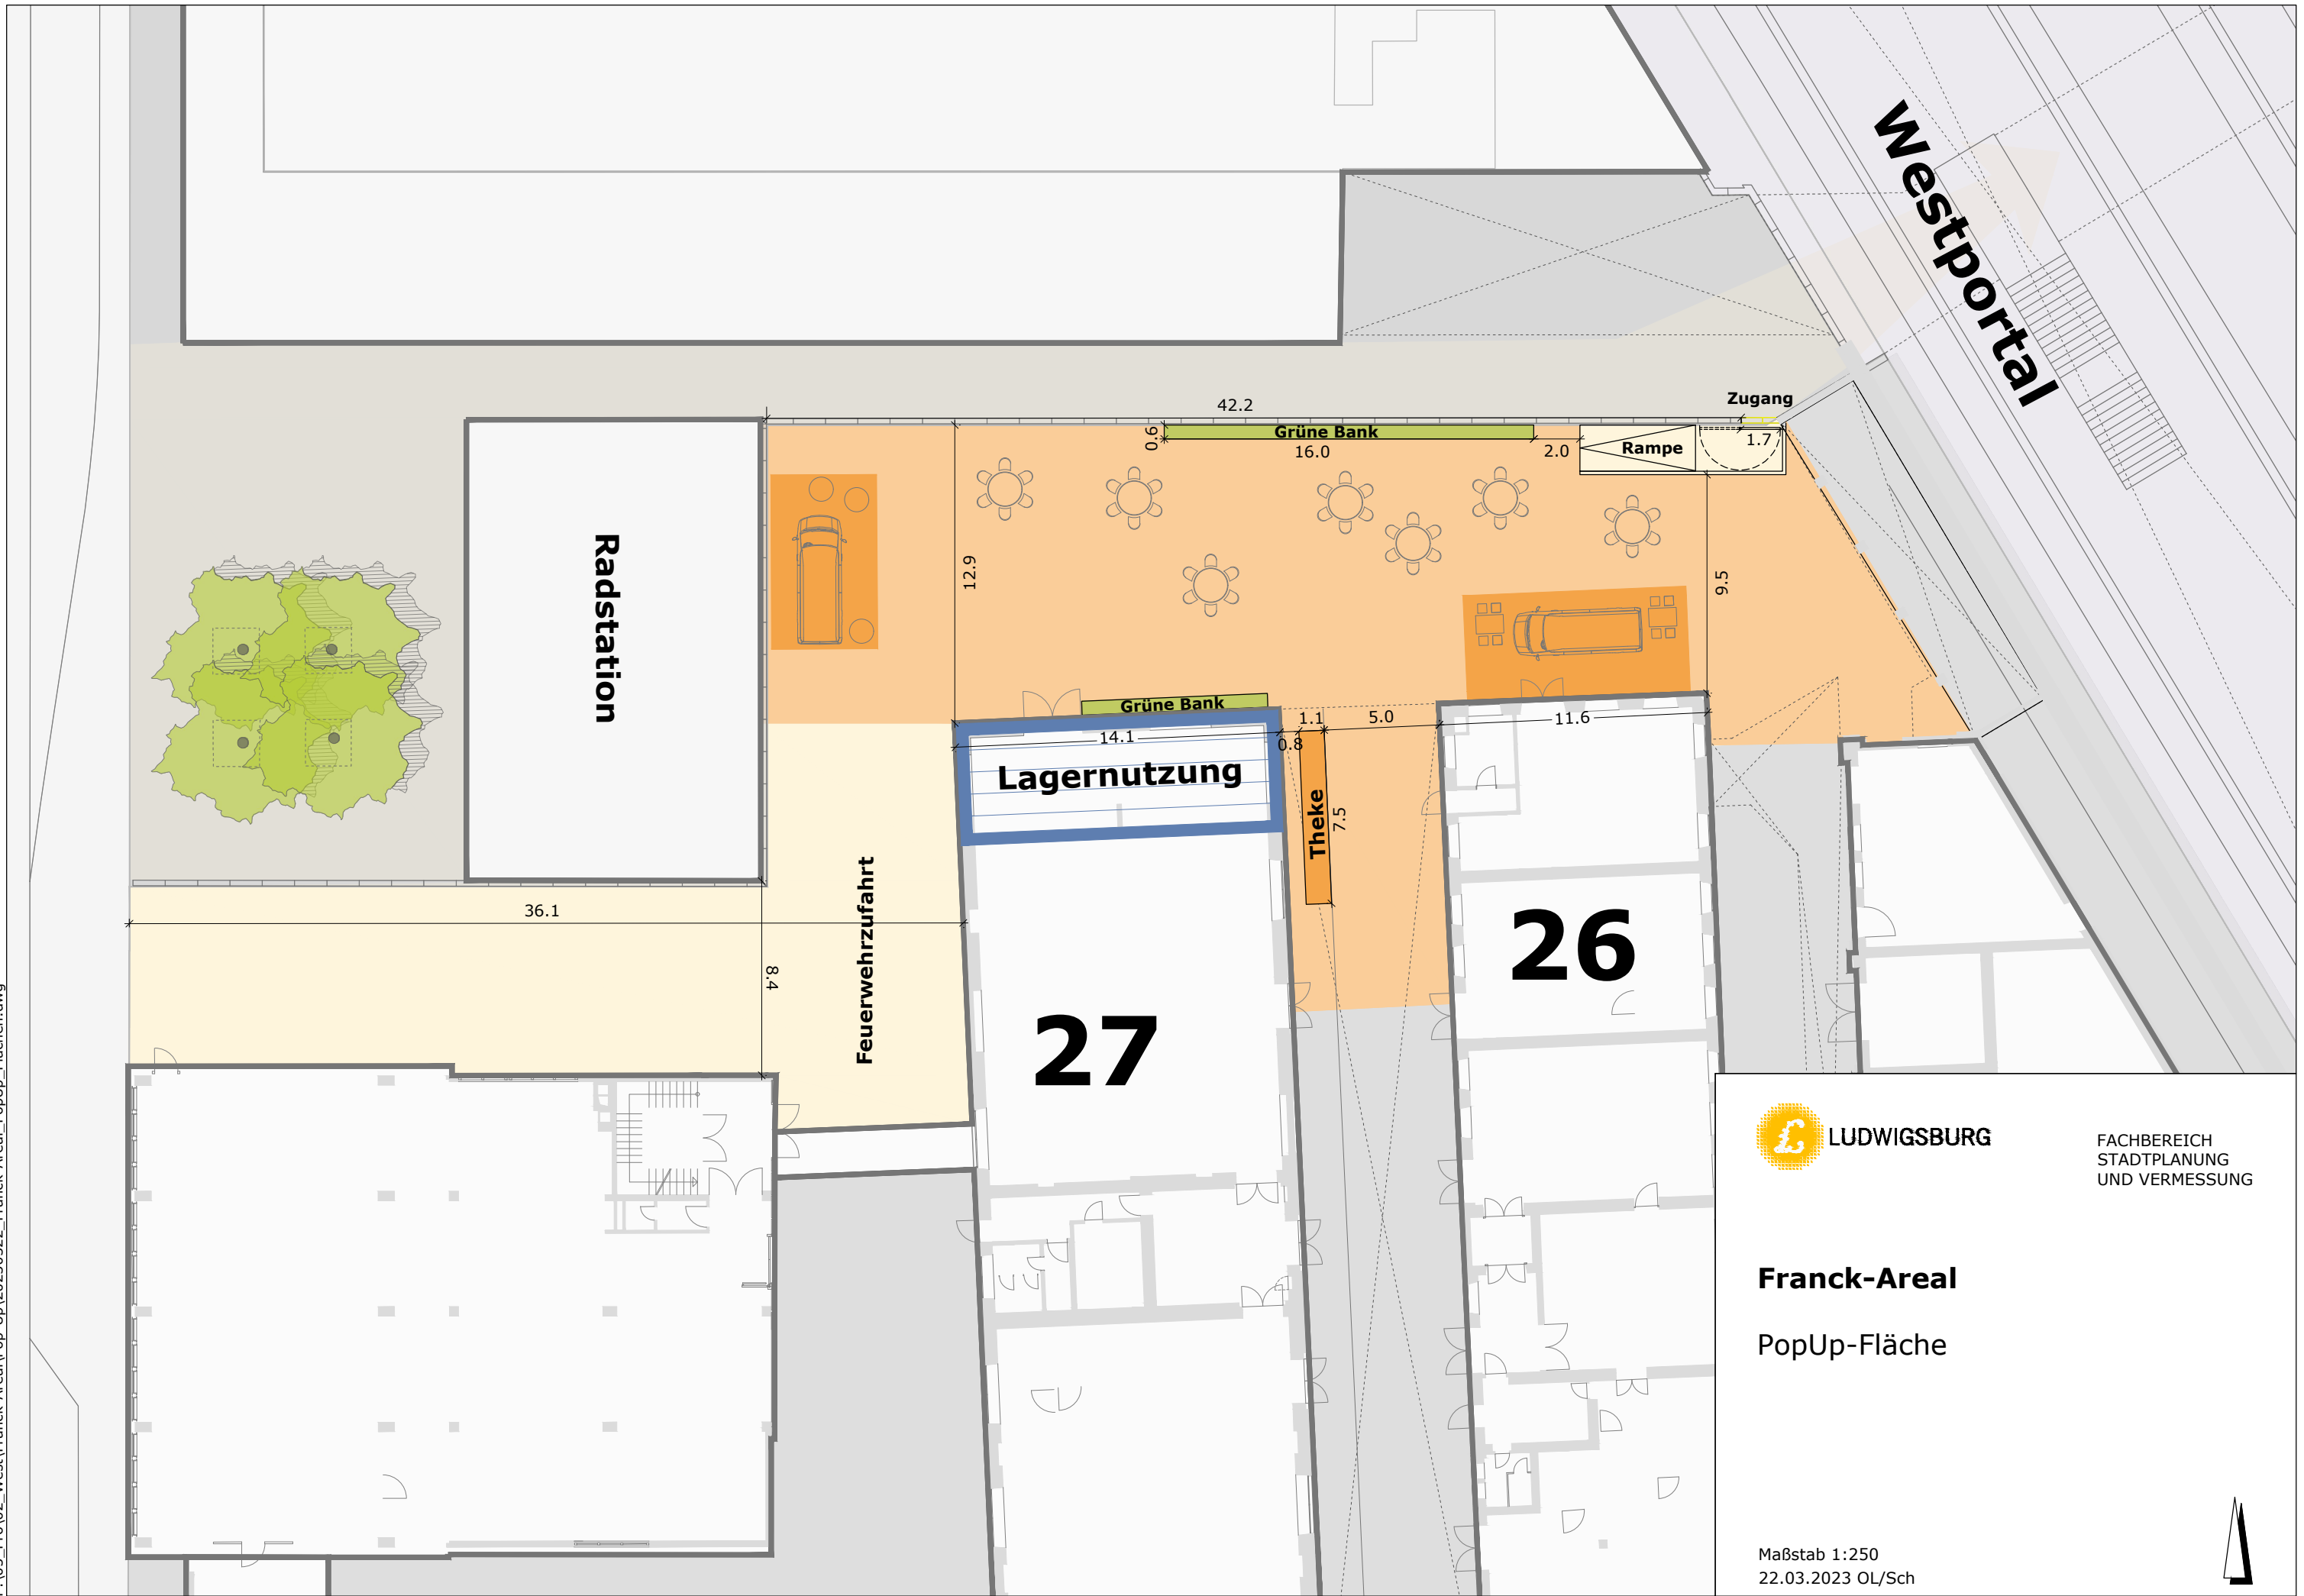 Westportal
Zugang
42.2
0.6
Grüne Bank
16.0
2.0
Rampe
1.7
Radstation
12.9
9.5
Grüne Bank
14.1
0.8
1.1
5.0
11.6
Lagernutzung
Theke
7.5
36.1
8.4
Feuerwehrzufahrt
26
27
LUDWIGSBURG
FACHBEREICH
STADTPLANUNG
UND VERMESSUNG
Franck-Areal
PopUp-Fläche
Maßstab 1:250
22.03.2023 OL/Sch